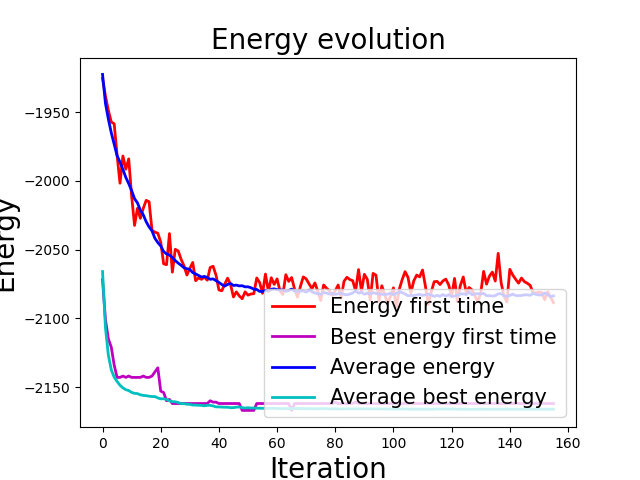 Energy evolution
Energy
−1950
−2000
−2050
−2100
−2150
Energy first time
Best energy first time
Average energy
Average best energy
0 20 40 60 80 100 120 140 160
Iteration